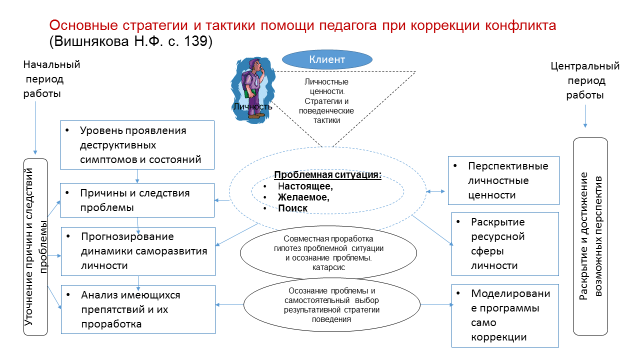 Основные стратегии и тактики помощи педагога при коррекции конфликта
(Вишнякова Н.Ф. с. 139)
Начальный
период
работы
Клиент
Центральный
период
работы
Личность
Личностные
ценности.
Стратегии и
поведенческие
тактики
• Уровень проявления
деструктивных
симптомов и состояний
• Причины и следствия
проблемы
• Прогнозирование
динамики саморазвития
личности
• Анализ имеющихся
препятствий и их
проработка
Уточнение причин и следствий
проблемы
Проблемная ситуация:
• Настоящее,
• Желаемое,
• Поиск
Совместная проработка
гипотез проблемной ситуации
и осознание проблемы.
катарсис
Осознание проблемы и
самостоятельный выбор
результативной стратегии
поведения
• Перспективные
личностные
ценности
• Раскрытие
ресурсной
сферы
личности
• Моделировани
е программы
само
коррекции
Раскрытие и достижение
возможных перспектив